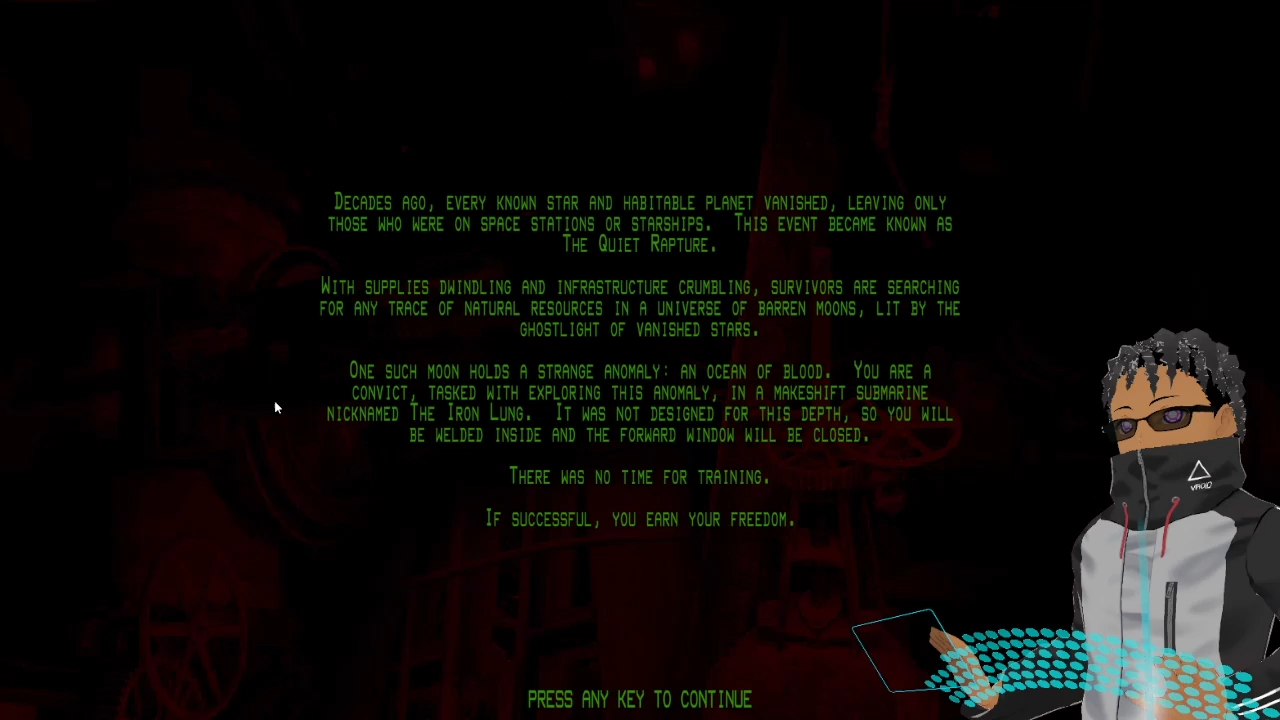 Decades ago, every known star and habitable planet vanished, leaving only
those who were on space stations or starships.  This event became known as
The Quiet Rapture.
With supplies dwindling and infrastructure crumbling, survivors are searching
for any trace of natural resources in a universe of barren moons, lit by the
ghostlight of vanished stars.
One such moon holds a strange anomaly: an ocean of blood.  You are a
convict, tasked with exploring this anomaly, in a makeshift submarine
nicknamed The Iron Lung.  It was not designed for this depth, so you will
be welded inside and the forward window will be closed.
There was no time for training.
If successful, you earn your freedom.
VROID
PRESS ANY KEY TO CONTINUE